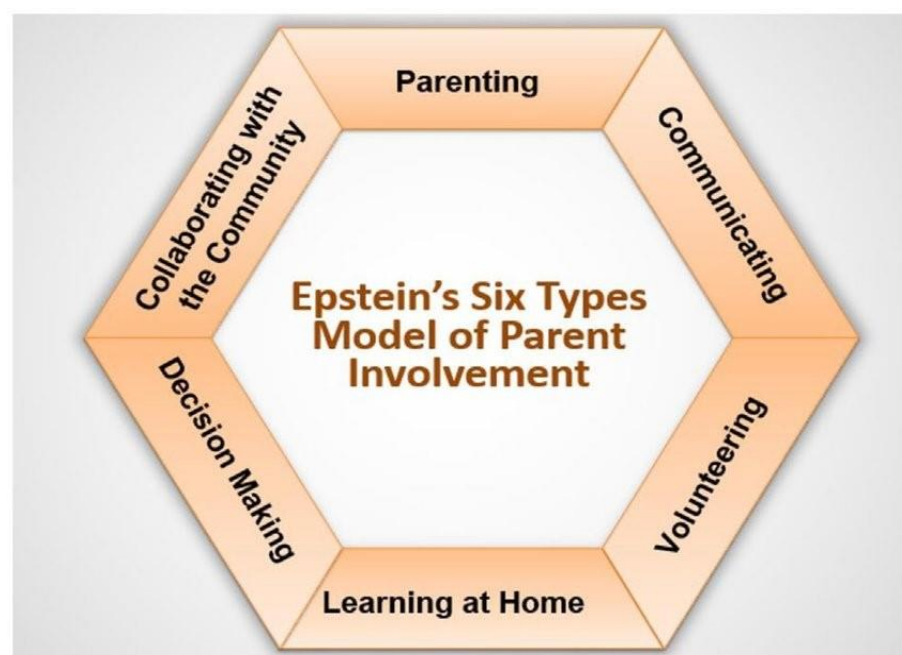 Parenting
Communicating
Volunteering
Learning at Home
Decision Making
Collaborating with
the Community
Epstein’s Six Types
Model of Parent
Involvement